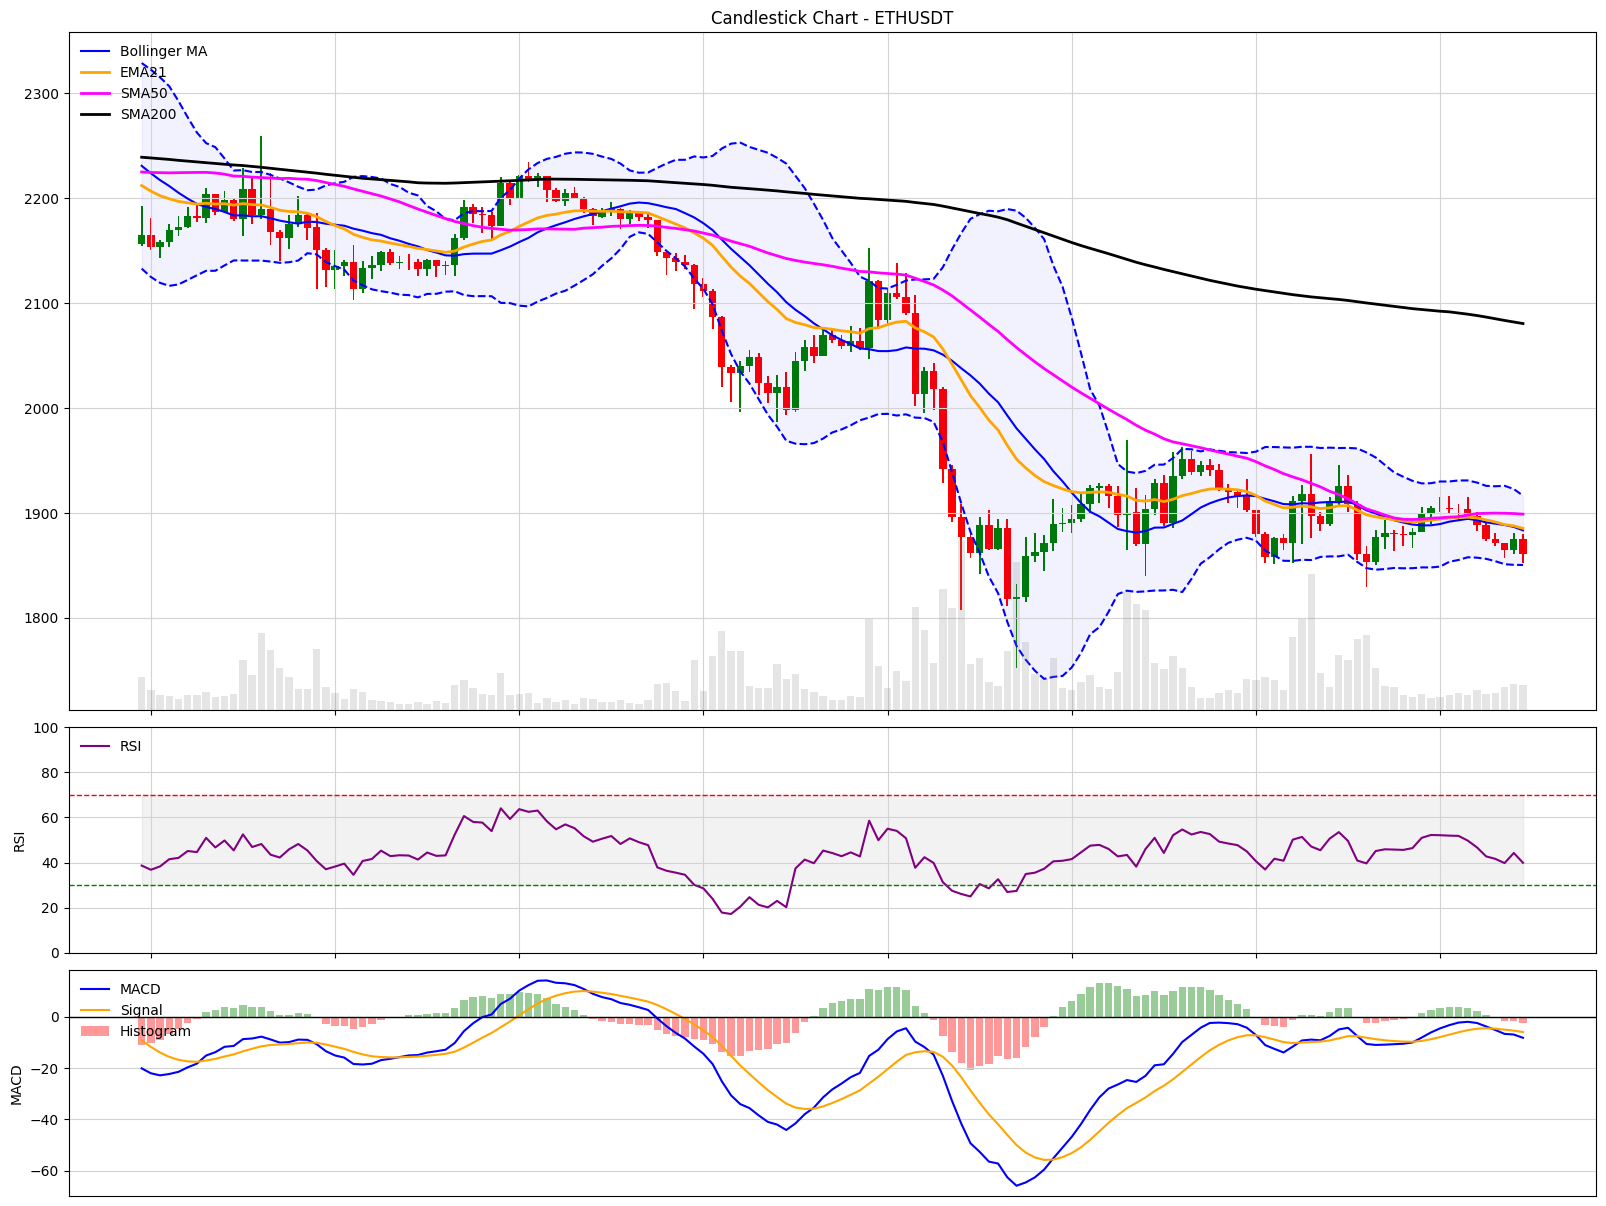 Candlestick Chart - ETHUSDT
Bollinger MA
EMA21
SMA50
SMA200
2300
2200
2100
2000
1900
1800
RSI
100
80
60
40
20
0
RSI
MACD
Signal
Histogram
0
−20
−40
−60
MACD